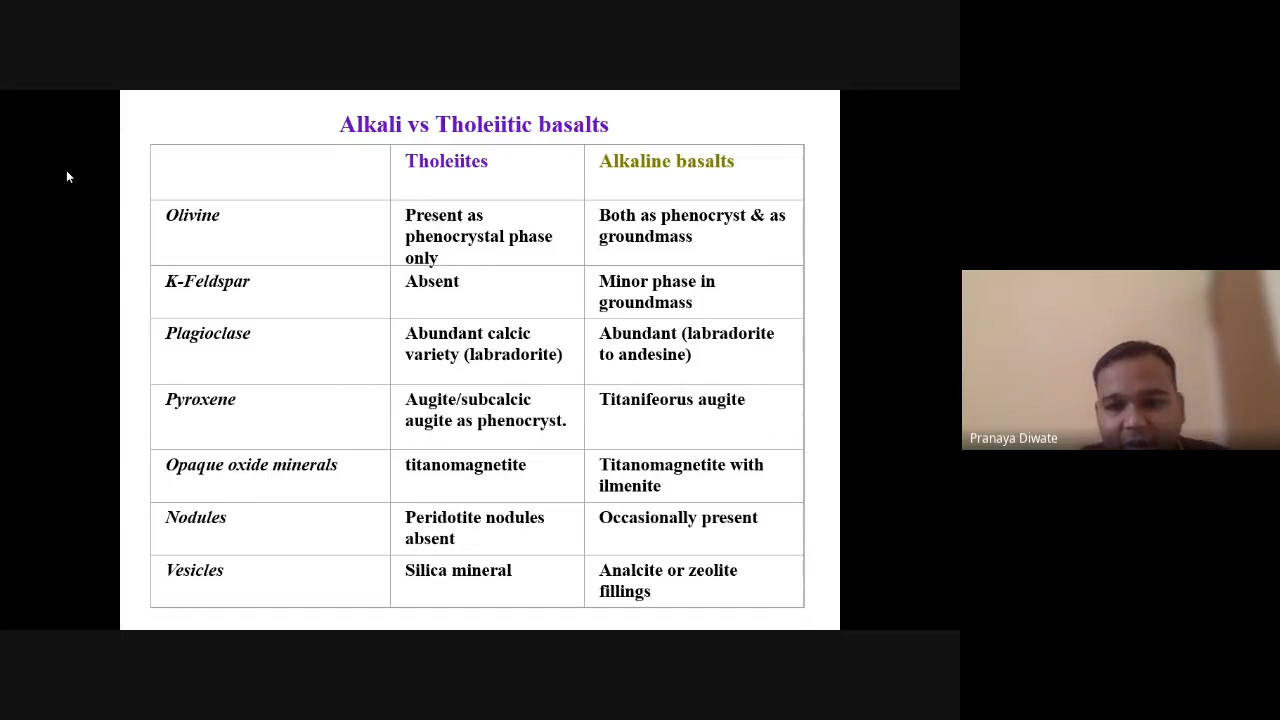 Alkali vs Tholeiitic basalts
Tholeiites
Alkaline basalts
Olivine
Present as
phenocrystal phase
only
Both as phenocryst & as
groundmass
K-Feldspar
Absent
Minor phase in
groundmass
Plagioclase
Abundant calcic
variety (labradorite)
Abundant (labradorite
to andesine)
Pyroxene
Augite/subcalcic
augite as phenocryst.
Titanifeorus augite
Opaque oxide minerals
titanomagnetite
Titanomagnetite with
ilmenite
Nodules
Peridotite nodules
absent
Occasionally present
Vesicles
Silica mineral
Analcite or zeolite
fillings
Pranaya Diwate